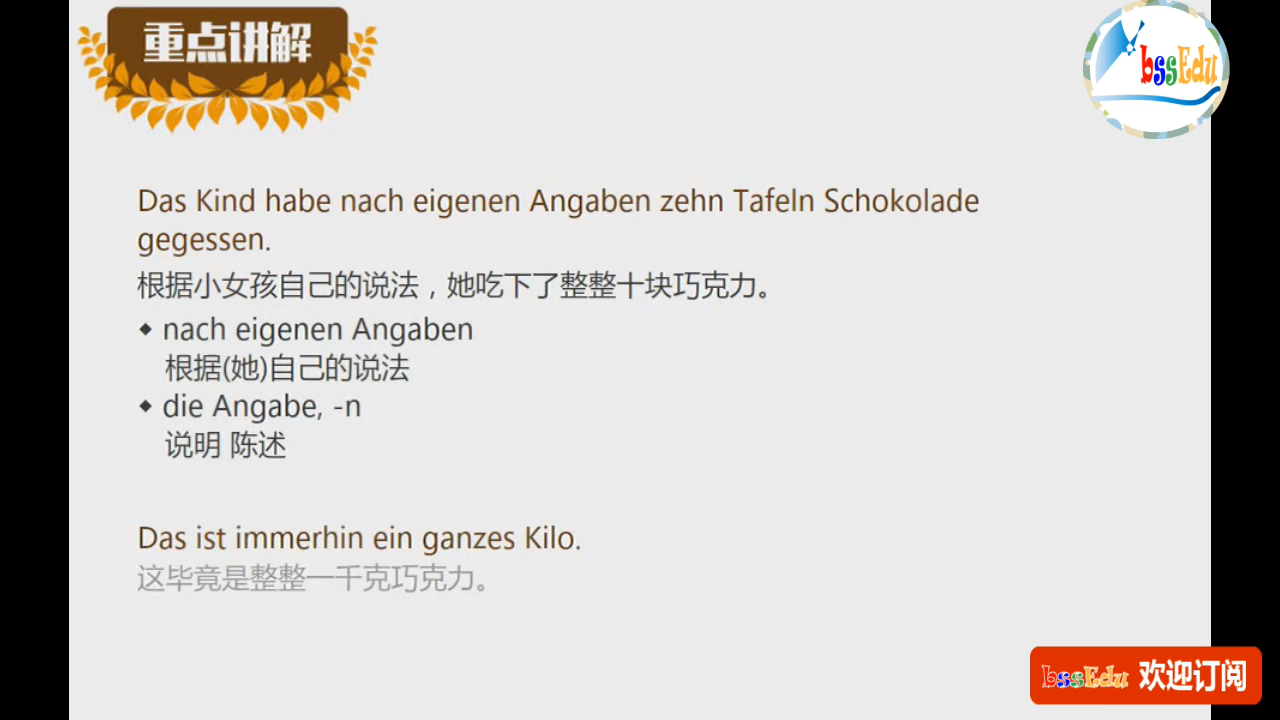 重点讲解
bssEdu
Das Kind habe nach eigenen Angaben zehn Tafeln Schokolade
gegessen.
根据小女孩自己的说法，她吃下了整整十块巧克力。
◆ nach eigenen Angaben
根据(她)自己的说法
◆ die Angabe, -n
说明 陈述
Das ist immerhin ein ganzes Kilo.
这毕竟是整整一千克巧克力。
bssEdu 欢迎订阅